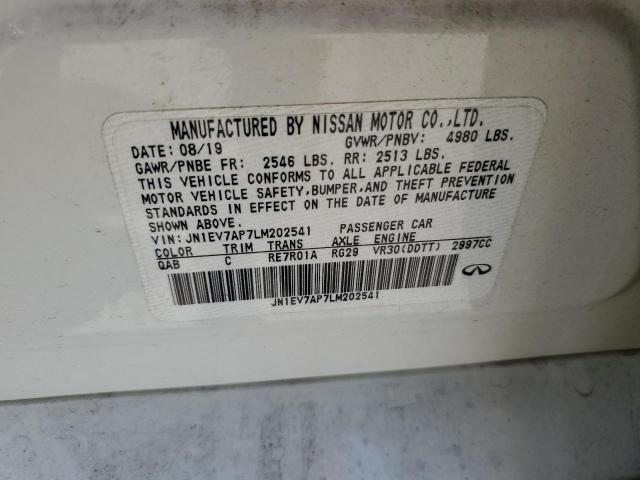 MANUFACTURED BY NISSAN MOTOR CO.,LTD.
DATE: 08/19 GVWR/PNBV: 4980 LBS.
GAWR/PNBE FR: 2546 LBS. RR: 2513 LBS.
THIS VEHICLE CONFORMS TO ALL APPLICABLE FEDERAL
MOTOR VEHICLE SAFETY,BUMPER,AND THEFT PREVENTION
STANDARDS IN EFFECT ON THE DATE OF MANUFACTURE
SHOWN ABOVE.
VIN: JN1EV7AP7LM202541 PASSENGER CAR
COLOR TRIM TRANS AXLE ENGINE
QAB C RE7R01A RG29 VR30(DDTT) 2997CC
JN1EV7AP7LM202541